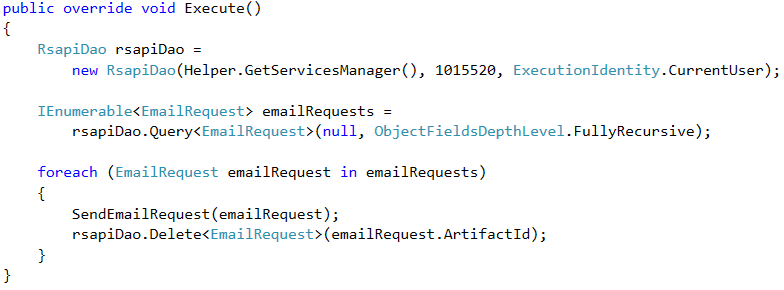 public override void Execute()
{
    RsapiDao rsapiDao =
        new RsapiDao(Helper.GetServicesManager(), 1015520, ExecutionIdentity.CurrentUser);

    IEnumerable<EmailRequest> emailRequests =
        rsapiDao.Query<EmailRequest>(null, ObjectFieldsDepthLevel.FullyRecursive);

    foreach (EmailRequest emailRequest in emailRequests)
    {
        SendEmailRequest(emailRequest);
        rsapiDao.Delete<EmailRequest>(emailRequest.ArtifactId);
    }
}